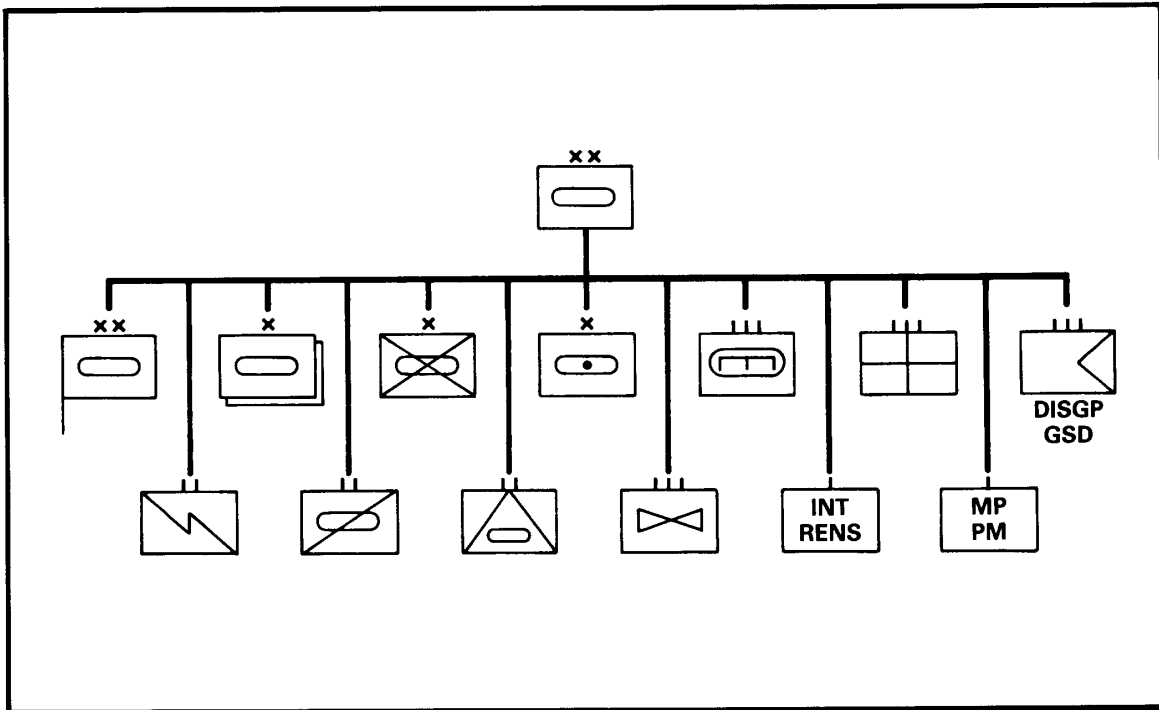 DISGP
GSD
INT
RENS
MP
PM